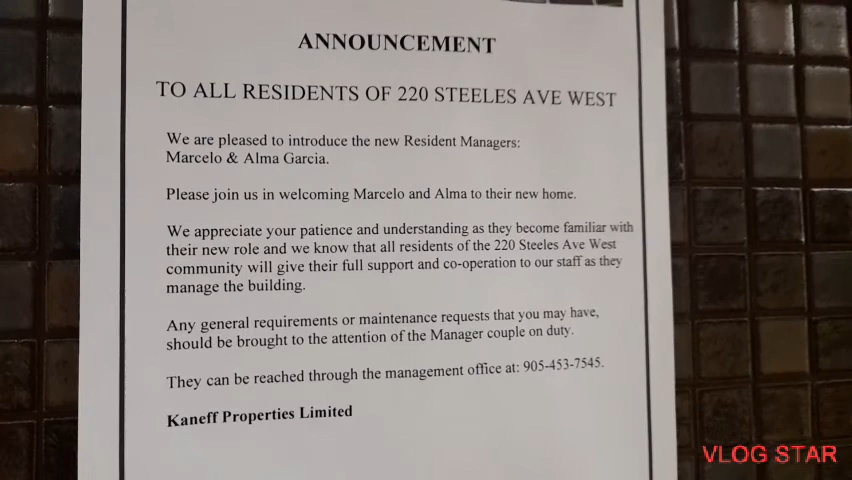 ANNOUNCEMENT
TO ALL RESIDENTS OF 220 STEELES AVE WEST
We are pleased to introduce the new Resident Managers:
Marcelo & Alma Garcia.
Please join us in welcoming Marcelo and Alma to their new home.
We appreciate your patience and understanding as they become familiar with
their new role and we know that all residents of the 220 Steeles Ave West
community will give their full support and co-operation to our staff as they
manage the building.
Any general requirements or maintenance requests that you may have,
should be brought to the attention of the Manager couple on duty.
They can be reached through the management office at: 905-453-7545.
Kaneff Properties Limited
VLOG STAR